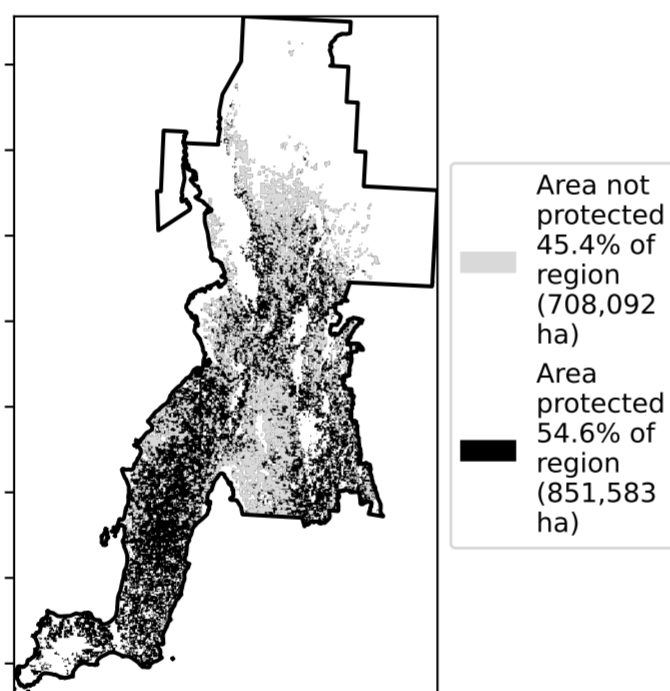 Area not
protected
45.4% of
region
(708,092
ha)
Area
protected
54.6% of
region
(851,583
ha)